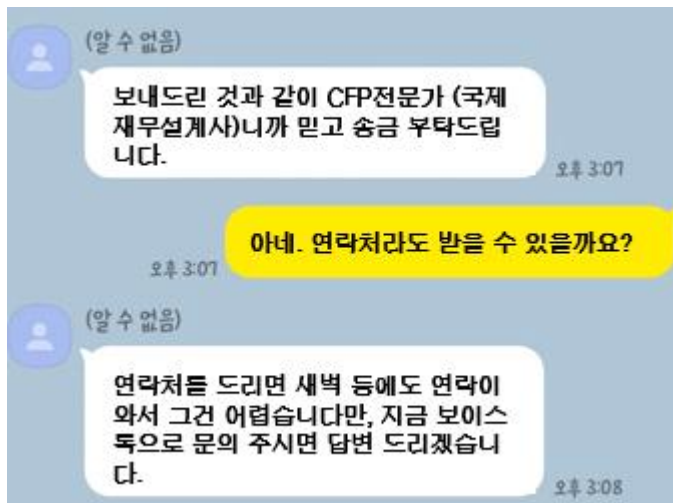 (알 수 없음)
보내드린 것과 같이 CFP전문가 (국제
재무설계사)니까 믿고 송금 부탁드립
니다.
오후 3:07
아네. 연락처라도 받을 수 있을까요?
오후 3:07
(알 수 없음)
연락처를 드리면 새벽 등에도 연락이
와서 그건 어렵습니다만, 지금 보이스
톡으로 문의 주시면 답변 드리겠습니
다.
오후 3:08